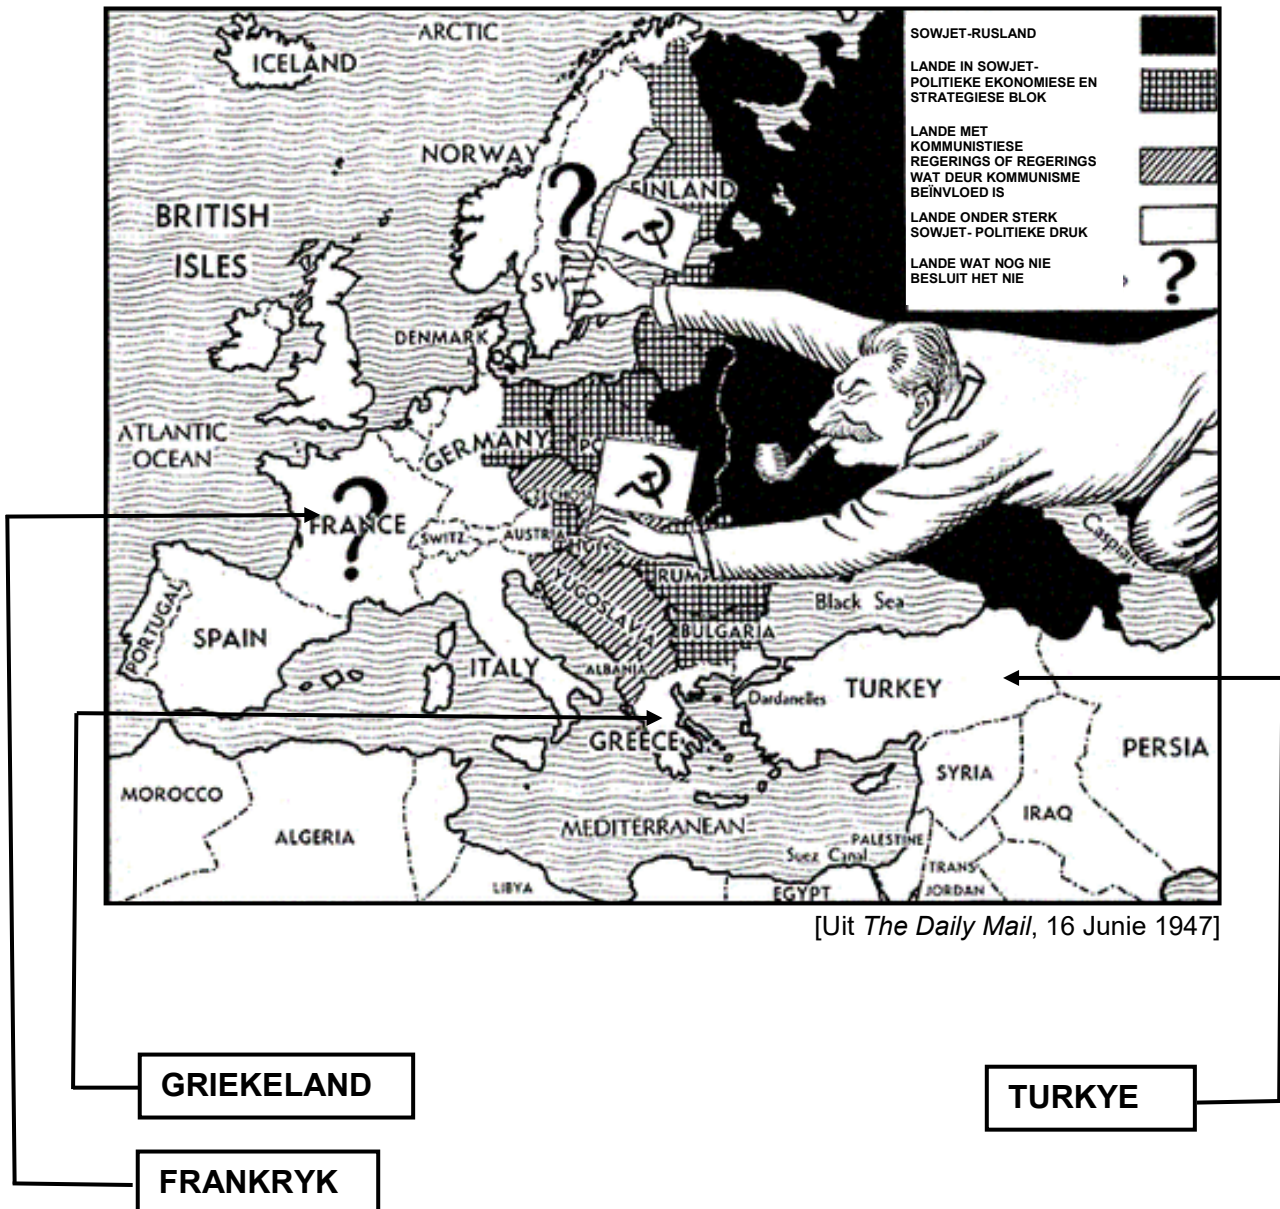 ARCTIC
ICELAND
SOWJET-RUSLAND
LANDE IN SOWJET-
POLITIEKE EKONOMIESE EN
STRATEGIESE BLOK
LANDE MET
KOMMUNISTIESE
REGERINGS OF REGERINGS
WAT DEUR KOMMUNISME
BEÏNVLOED IS
LANDE ONDER STERK
SOWJET- POLITIEKE DRUK
LANDE WAT NOG NIE
BESLUIT HET NIE
?
NORWAY
?
FINLAND
BRITISH
ISLES
SW
DENMARK
ATLANTIC
OCEAN
GERMANY
PO
FRANCE
?
SWITZ.
AUSTRIA
Caspian
RUM
YUGOSLAVIA
Black Sea
BULGARIA
PORTUGAL
SPAIN
ITALY
ALBANIA
Dardanelles
TURKEY
GREECE
PERSIA
SYRIA
MOROCCO
IRAQ
ALGERIA
MEDITERRANEAN
PALESTINE
Suez Canal
TRANS
JORDAN
LIBYA
EGYPT
[Uit The Daily Mail, 16 Junie 1947]
GRIEKELAND
TURKYE
FRANKRYK